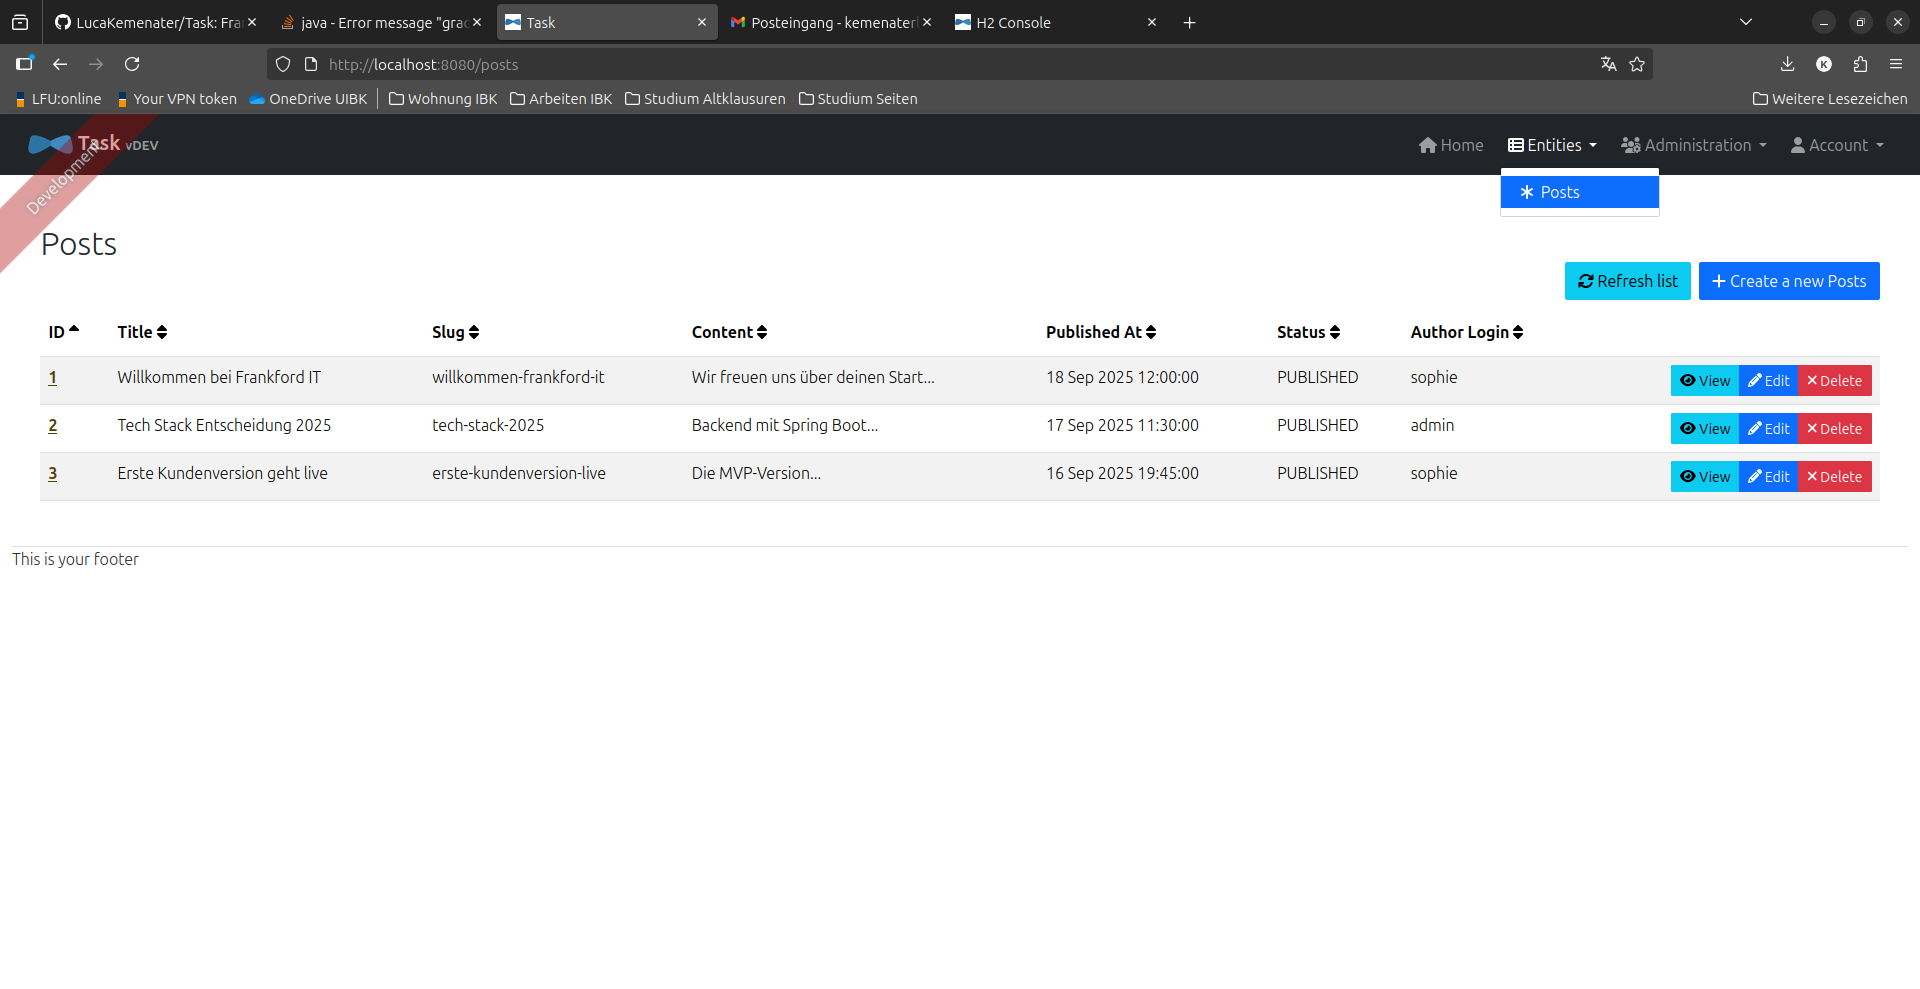 LucaKemenater/Task: Fra
java - Error message "grac
Task
Posteingang - kemenater
H2 Console
http://localhost:8080/posts
K
LFU:online
Your VPN token
OneDrive UIBK
Wohnung IBK
Arbeiten IBK
Studium Altklausuren
Studium Seiten
Weitere Lesezeichen
Development
Task vDEV
Home
Entities
Administration
Account
Posts
Posts
Refresh list
Create a new Posts
ID Title Slug Content Published At Status Author Login
1 Willkommen bei Frankford IT willkommen-frankford-it Wir freuen uns über deinen Start... 18 Sep 2025 12:00:00 PUBLISHED sophie View Edit Delete
2 Tech Stack Entscheidung 2025 tech-stack-2025 Backend mit Spring Boot... 17 Sep 2025 11:30:00 PUBLISHED admin View Edit Delete
3 Erste Kundenversion geht live erste-kundenversion-live Die MVP-Version... 16 Sep 2025 19:45:00 PUBLISHED sophie View Edit Delete
This is your footer